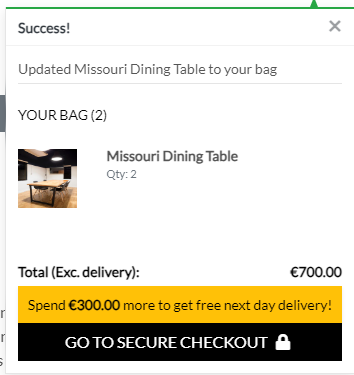 Success!
Updated Missouri Dining Table to your bag
YOUR BAG (2)
Missouri Dining Table
Qty: 2
Total (Exc. delivery): €700.00
Spend €300.00 more to get free next day delivery!
GO TO SECURE CHECKOUT